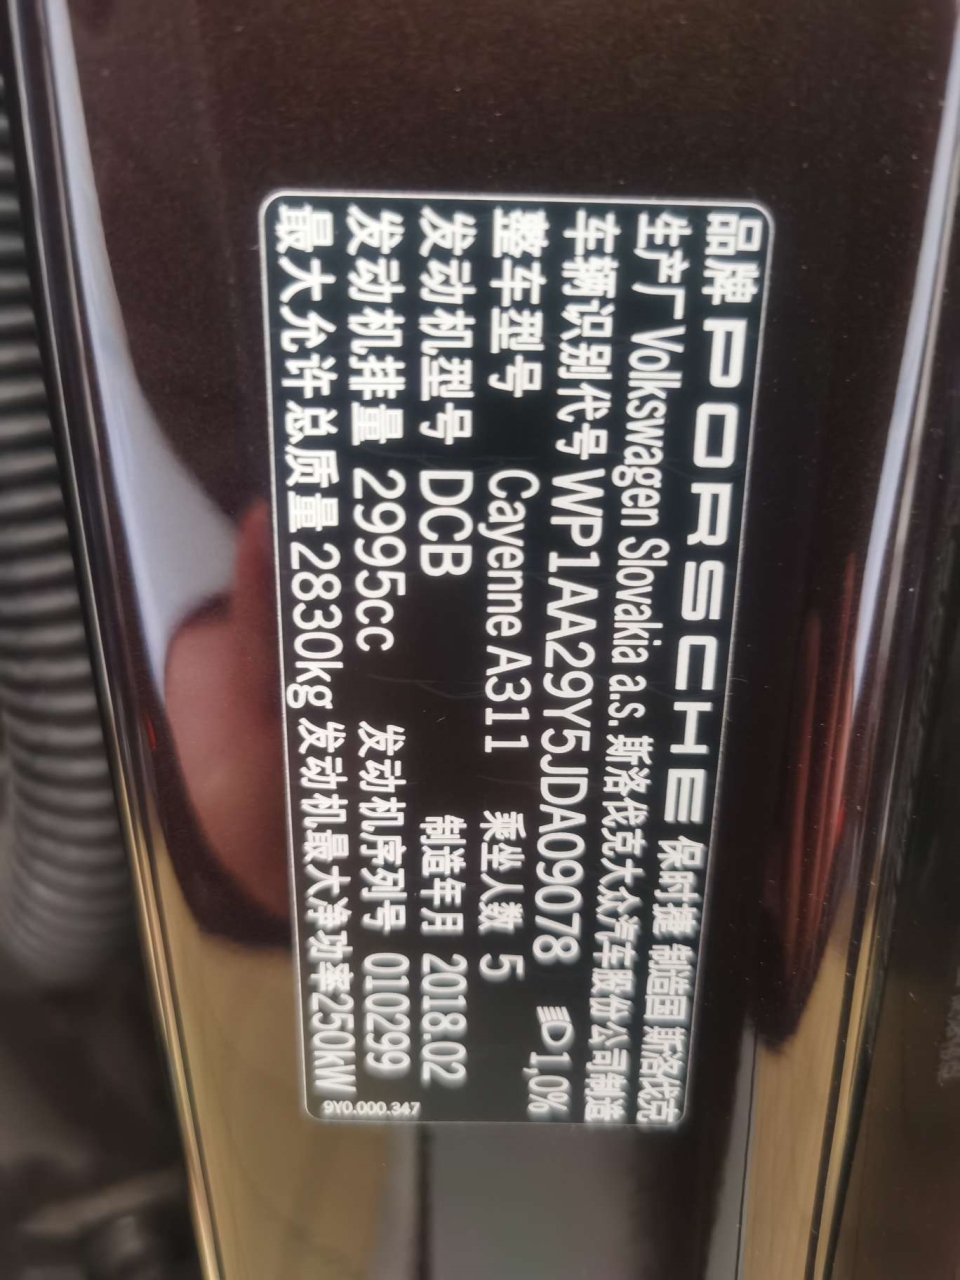 品牌 PORSCHE 保时捷 制造国 斯洛伐克
生产厂 Volkswagen Slovakia a.s. 斯洛伐克大众汽车股份公司制造
车辆识别代号 WP1AA29Y5JDA09078 1,0%
整车型号 Cayenne A311 乘坐人数 5
发动机型号 DCB 制造年月 2018.02
发动机排量 2995cc 发动机序列号 010299
最大允许总质量 2830kg 发动机最大净功率250kW
9Y0.000.347